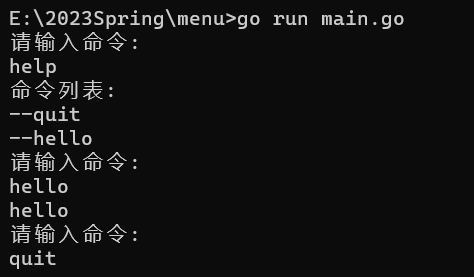 E:\2023Spring\menu>go run main.go
请输入命令:
help
命令列表:
--quit
--hello
请输入命令:
hello
hello
请输入命令:
quit